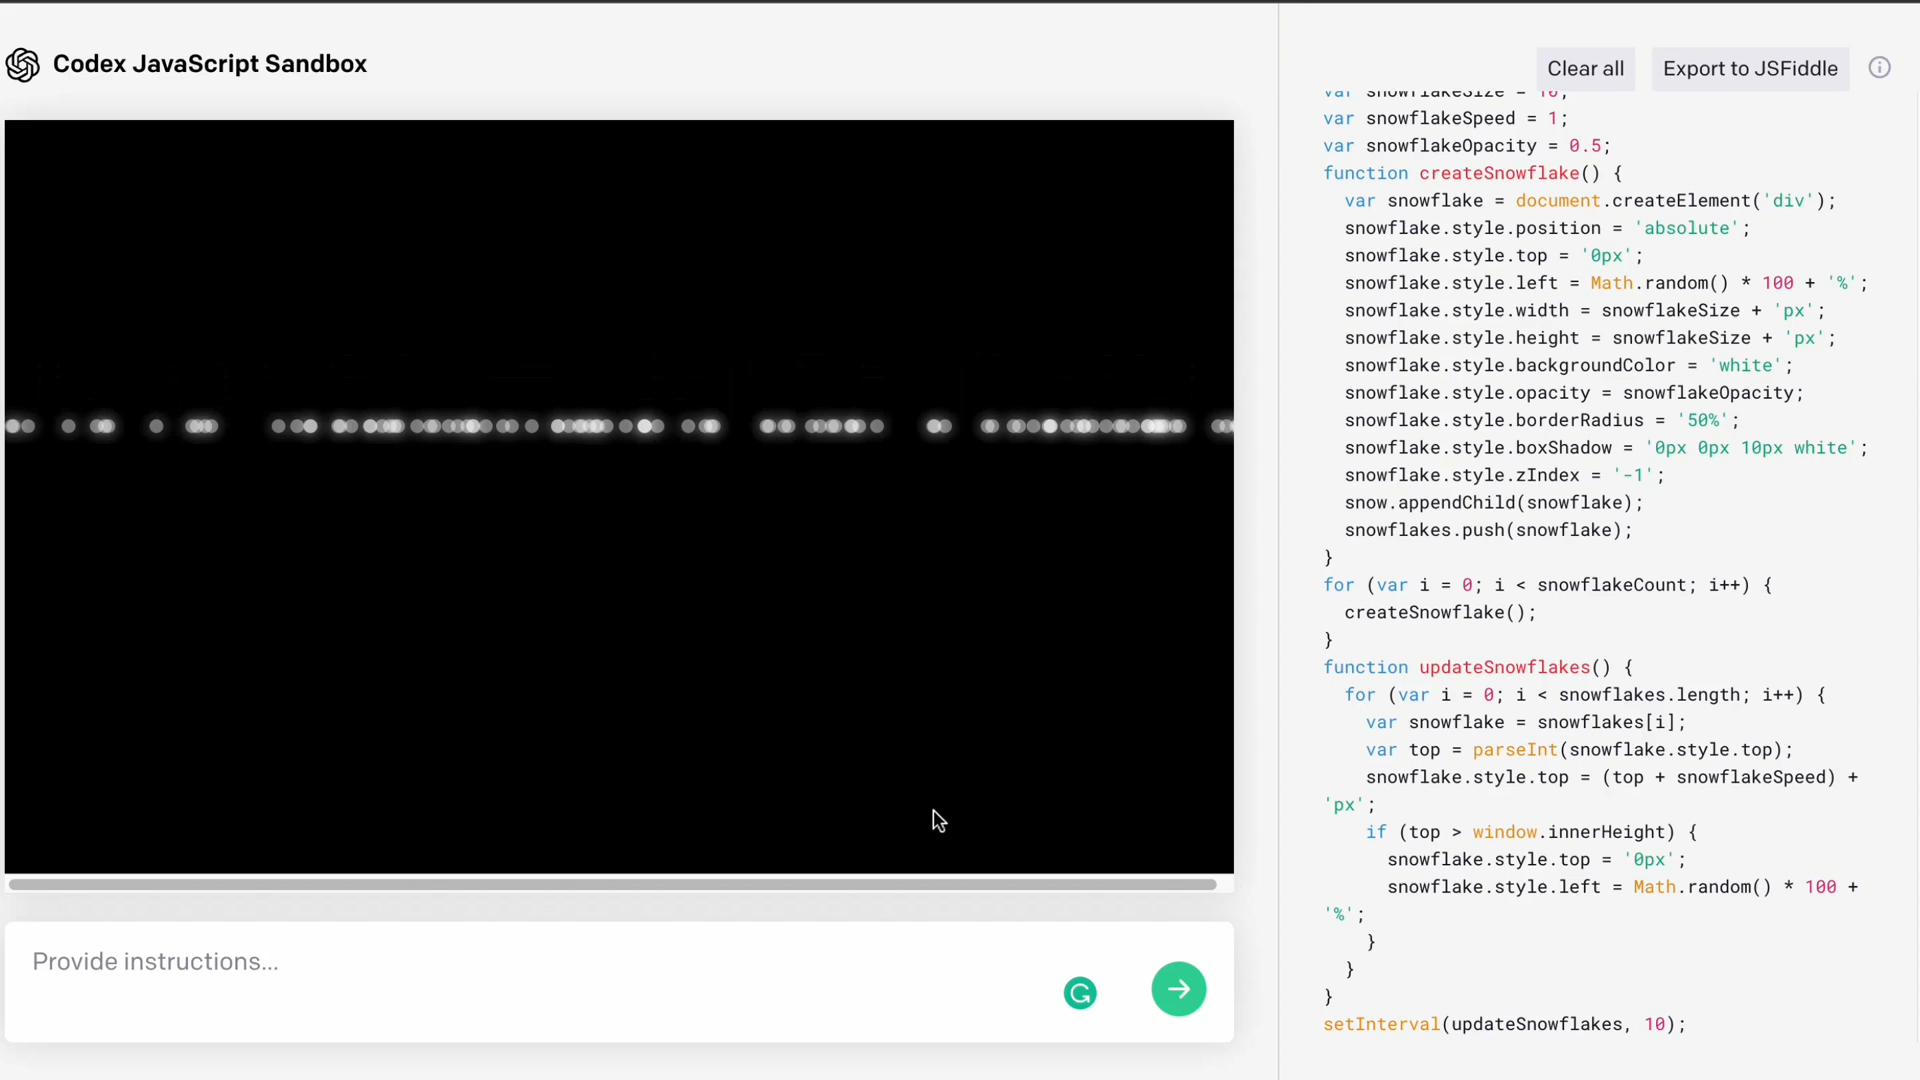 Codex JavaScript Sandbox
Clear all
Export to JSFiddle
var snowflakeSize = 10;
var snowflakeSpeed = 1;
var snowflakeOpacity = 0.5;
function createSnowflake() {
var snowflake = document.createElement('div');
snowflake.style.position = 'absolute';
snowflake.style.top = '0px';
snowflake.style.left = Math.random() * 100 + '%';
snowflake.style.width = snowflakeSize + 'px';
snowflake.style.height = snowflakeSize + 'px';
snowflake.style.backgroundColor = 'white';
snowflake.style.opacity = snowflakeOpacity;
snowflake.style.borderRadius = '50%';
snowflake.style.boxShadow = '0px 0px 10px white';
snowflake.style.zIndex = '-1';
snow.appendChild(snowflake);
snowflakes.push(snowflake);
}
for (var i = 0; i < snowflakeCount; i++) {
createSnowflake();
}
function updateSnowflakes() {
for (var i = 0; i < snowflakes.length; i++) {
var snowflake = snowflakes[i];
var top = parseInt(snowflake.style.top);
snowflake.style.top = (top + snowflakeSpeed) +
'px';
if (top > window.innerHeight) {
snowflake.style.top = '0px';
snowflake.style.left = Math.random() * 100 +
'%';
}
}
}
setInterval(updateSnowflakes, 10);
Provide instructions...